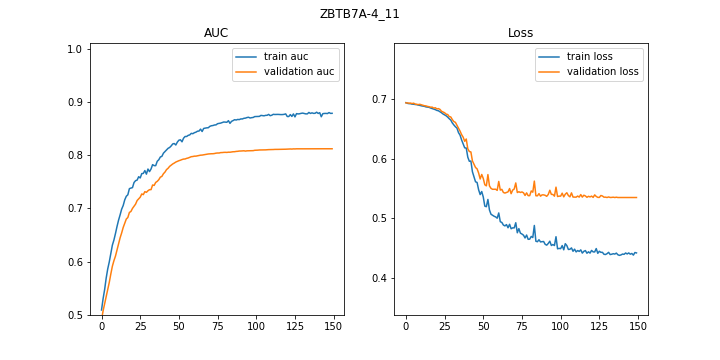 ZBTB7A-4_11
AUC
Loss
train auc
validation auc
train loss
validation loss
1.0
0.9
0.8
0.7
0.6
0.5
0 25 50 75 100 125 150
0.7
0.6
0.5
0.4
0 25 50 75 100 125 150